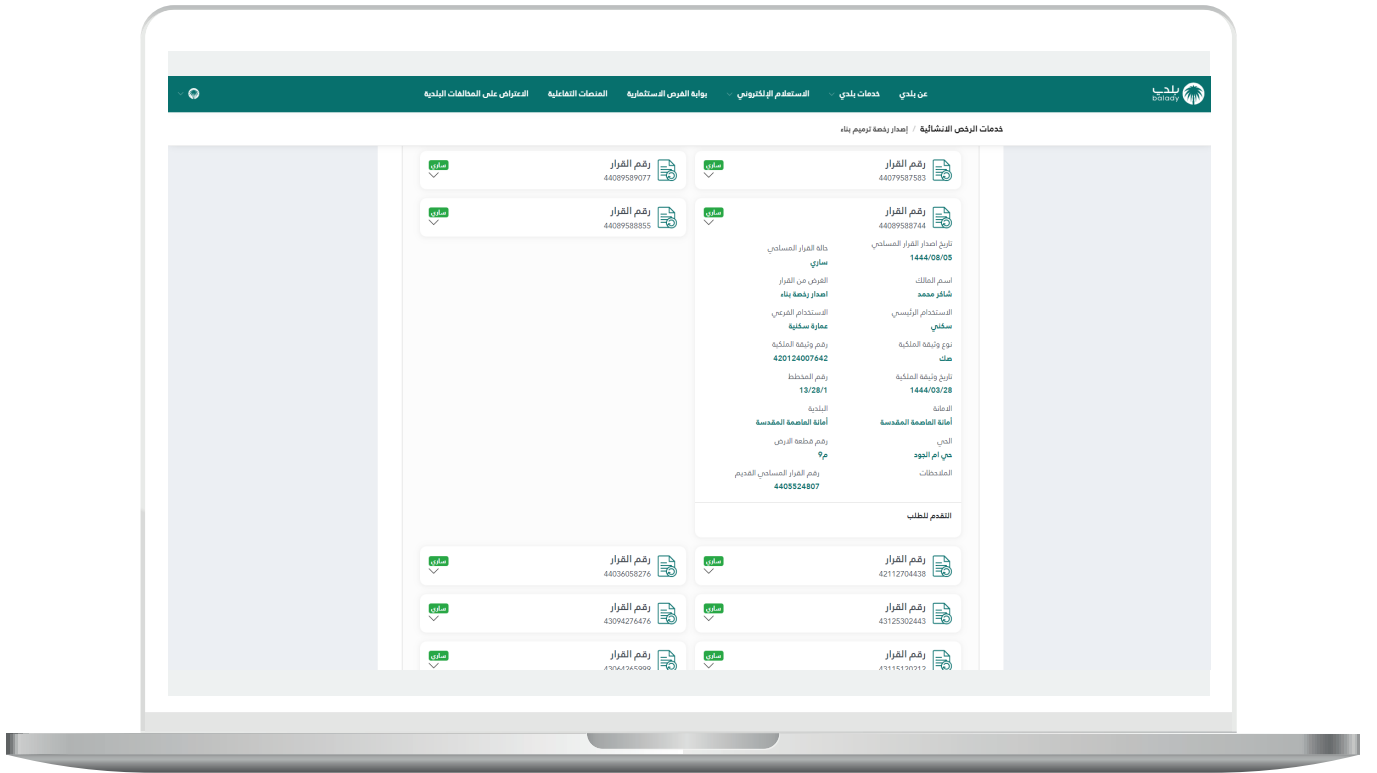 بلدي
balady
عن بلدي
خدمات بلدي
الاستعلام الإلكتروني
بوابة الفرص الاستثمارية
المنصات التفاعلية
الاعتراض على المخالفات البلدية
خدمات الرخص الانشائية / إصدار رخصة ترميم بناء
رقم القرار
44079587583
ساري
رقم القرار
44089589077
ساري
رقم القرار
44089588744
ساري
رقم القرار
44089588855
ساري
تاريخ اصدار القرار المساحي
1444/08/05
حالة القرار المساحي
ساري
اسم المالك
شاكر محمد
الغرض من القرار
اصدار رخصة بناء
الاستخدام الرئيسي
سكني
الاستخدام الفرعي
عمارة سكنية
نوع وثيقة الملكية
صك
رقم وثيقة الملكية
420124007642
تاريخ وثيقة الملكية
1444/03/28
رقم المخطط
13/28/1
الامانة
أمانة العاصمة المقدسة
البلدية
أمانة العاصمة المقدسة
الحي
حي ام الجود
رقم قطعة الارض
م9
الملاحظات
رقم القرار المساحي القديم
4405524807
التقدم للطلب
رقم القرار
42112704438
ساري
رقم القرار
44036058276
ساري
رقم القرار
43125302443
ساري
رقم القرار
43094276476
ساري
رقم القرار
43115120212
ساري
رقم القرار
43064265999
ساري